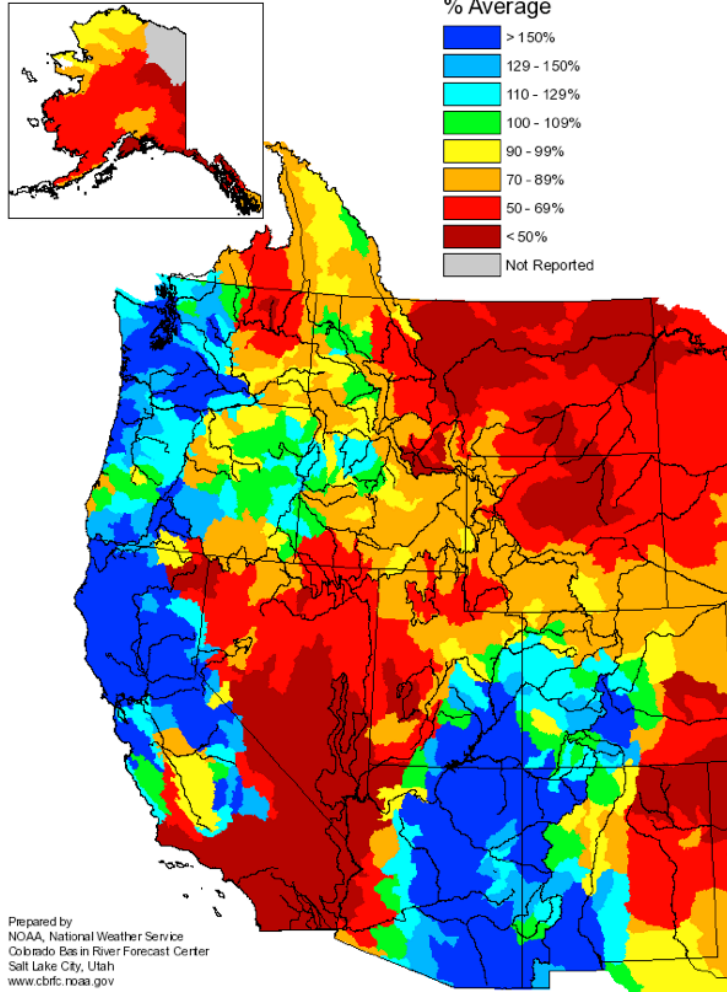 % Average
> 150%
129 - 150%
110 - 129%
100 - 109%
90 - 99%
70 - 89%
50 - 69%
< 50%
Not Reported
Prepared by
NOAA, National Weather Service
Colorado Basin River Forecast Center
Salt Lake City, Utah
www.cbrfc.noaa.gov